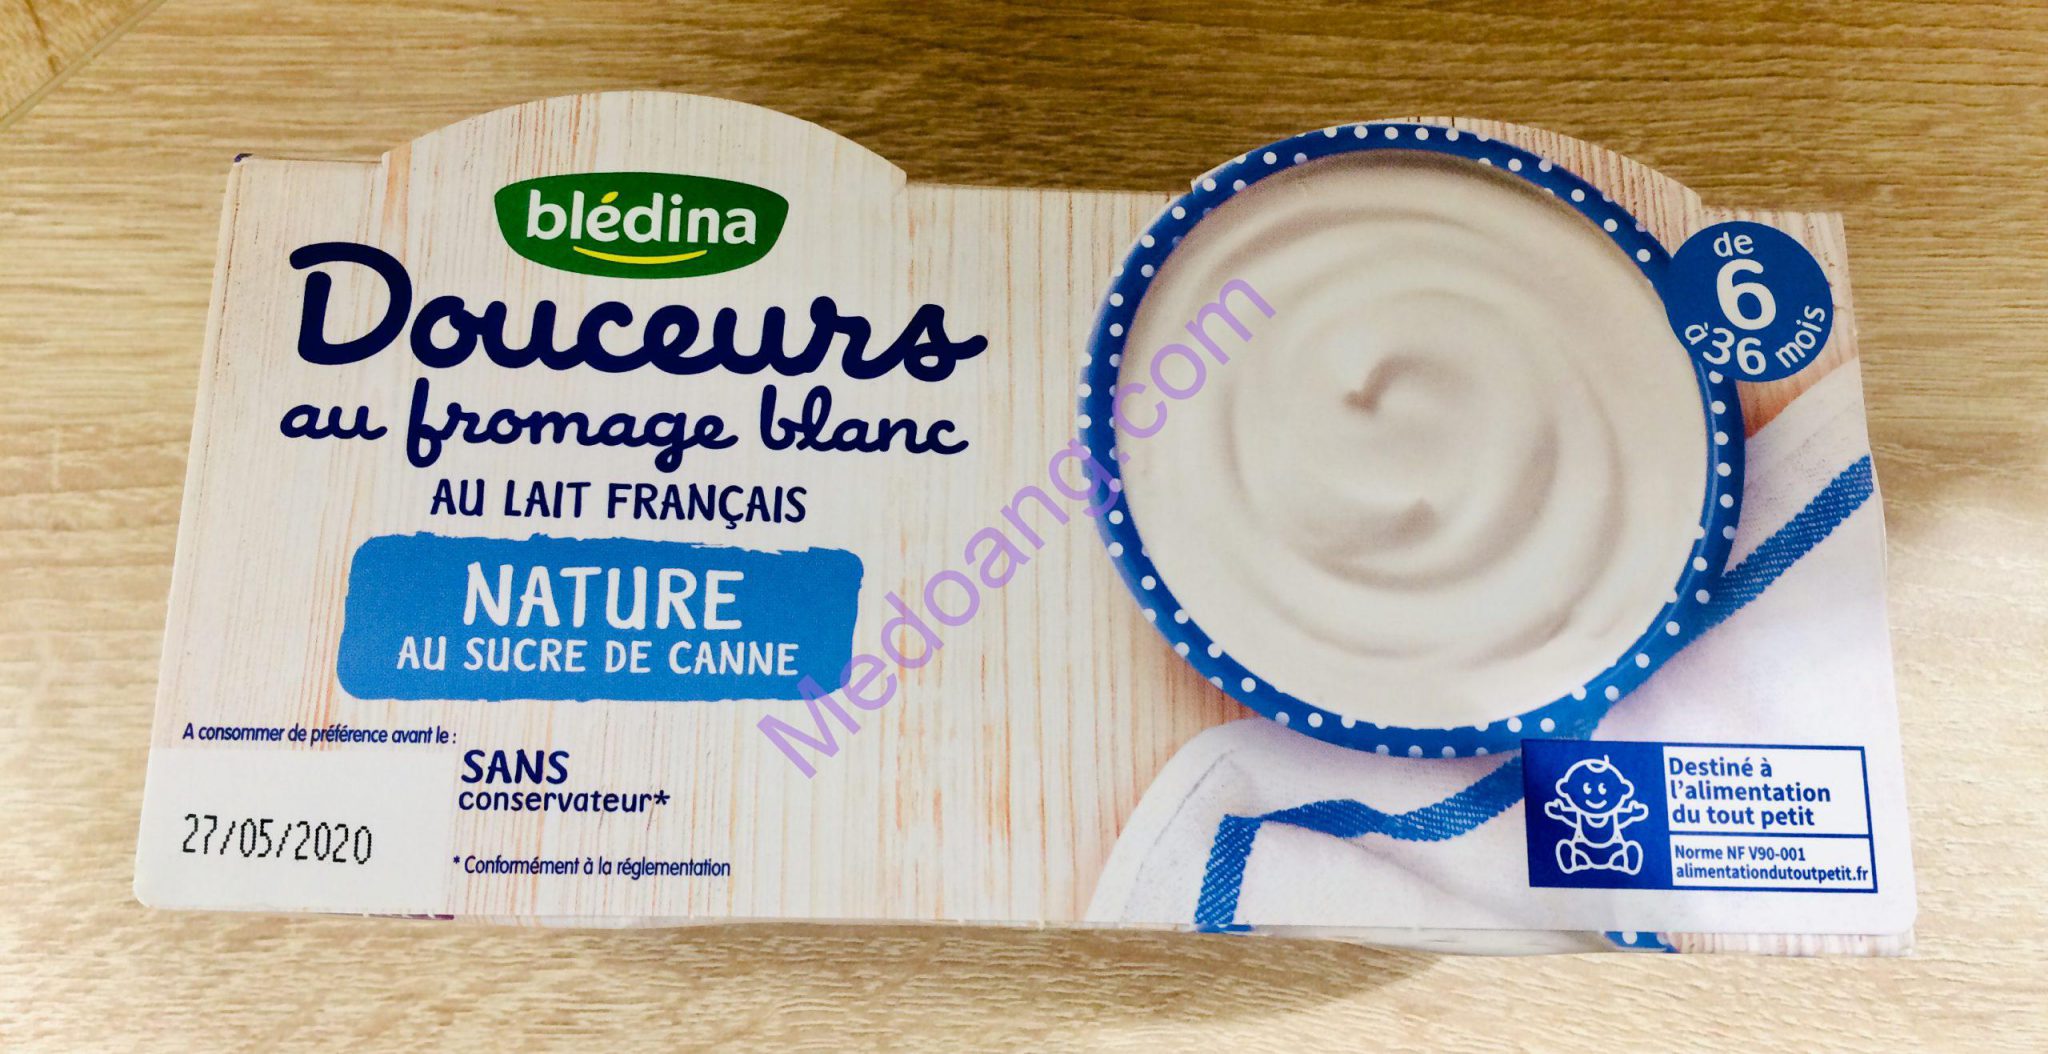 blédina
Douceurs
au fromage blanc
AU LAIT FRANÇAIS
NATURE
AU SUCRE DE CANNE
A consommer de préférence avant le :
27/05/2020
SANS
conservateur*
* Conformément à la réglementation
de
6
à 36 mois
Destiné à
l'alimentation
du tout petit
Norme NF V90-001
alimentationdutoutpetit.fr
Medoang.com